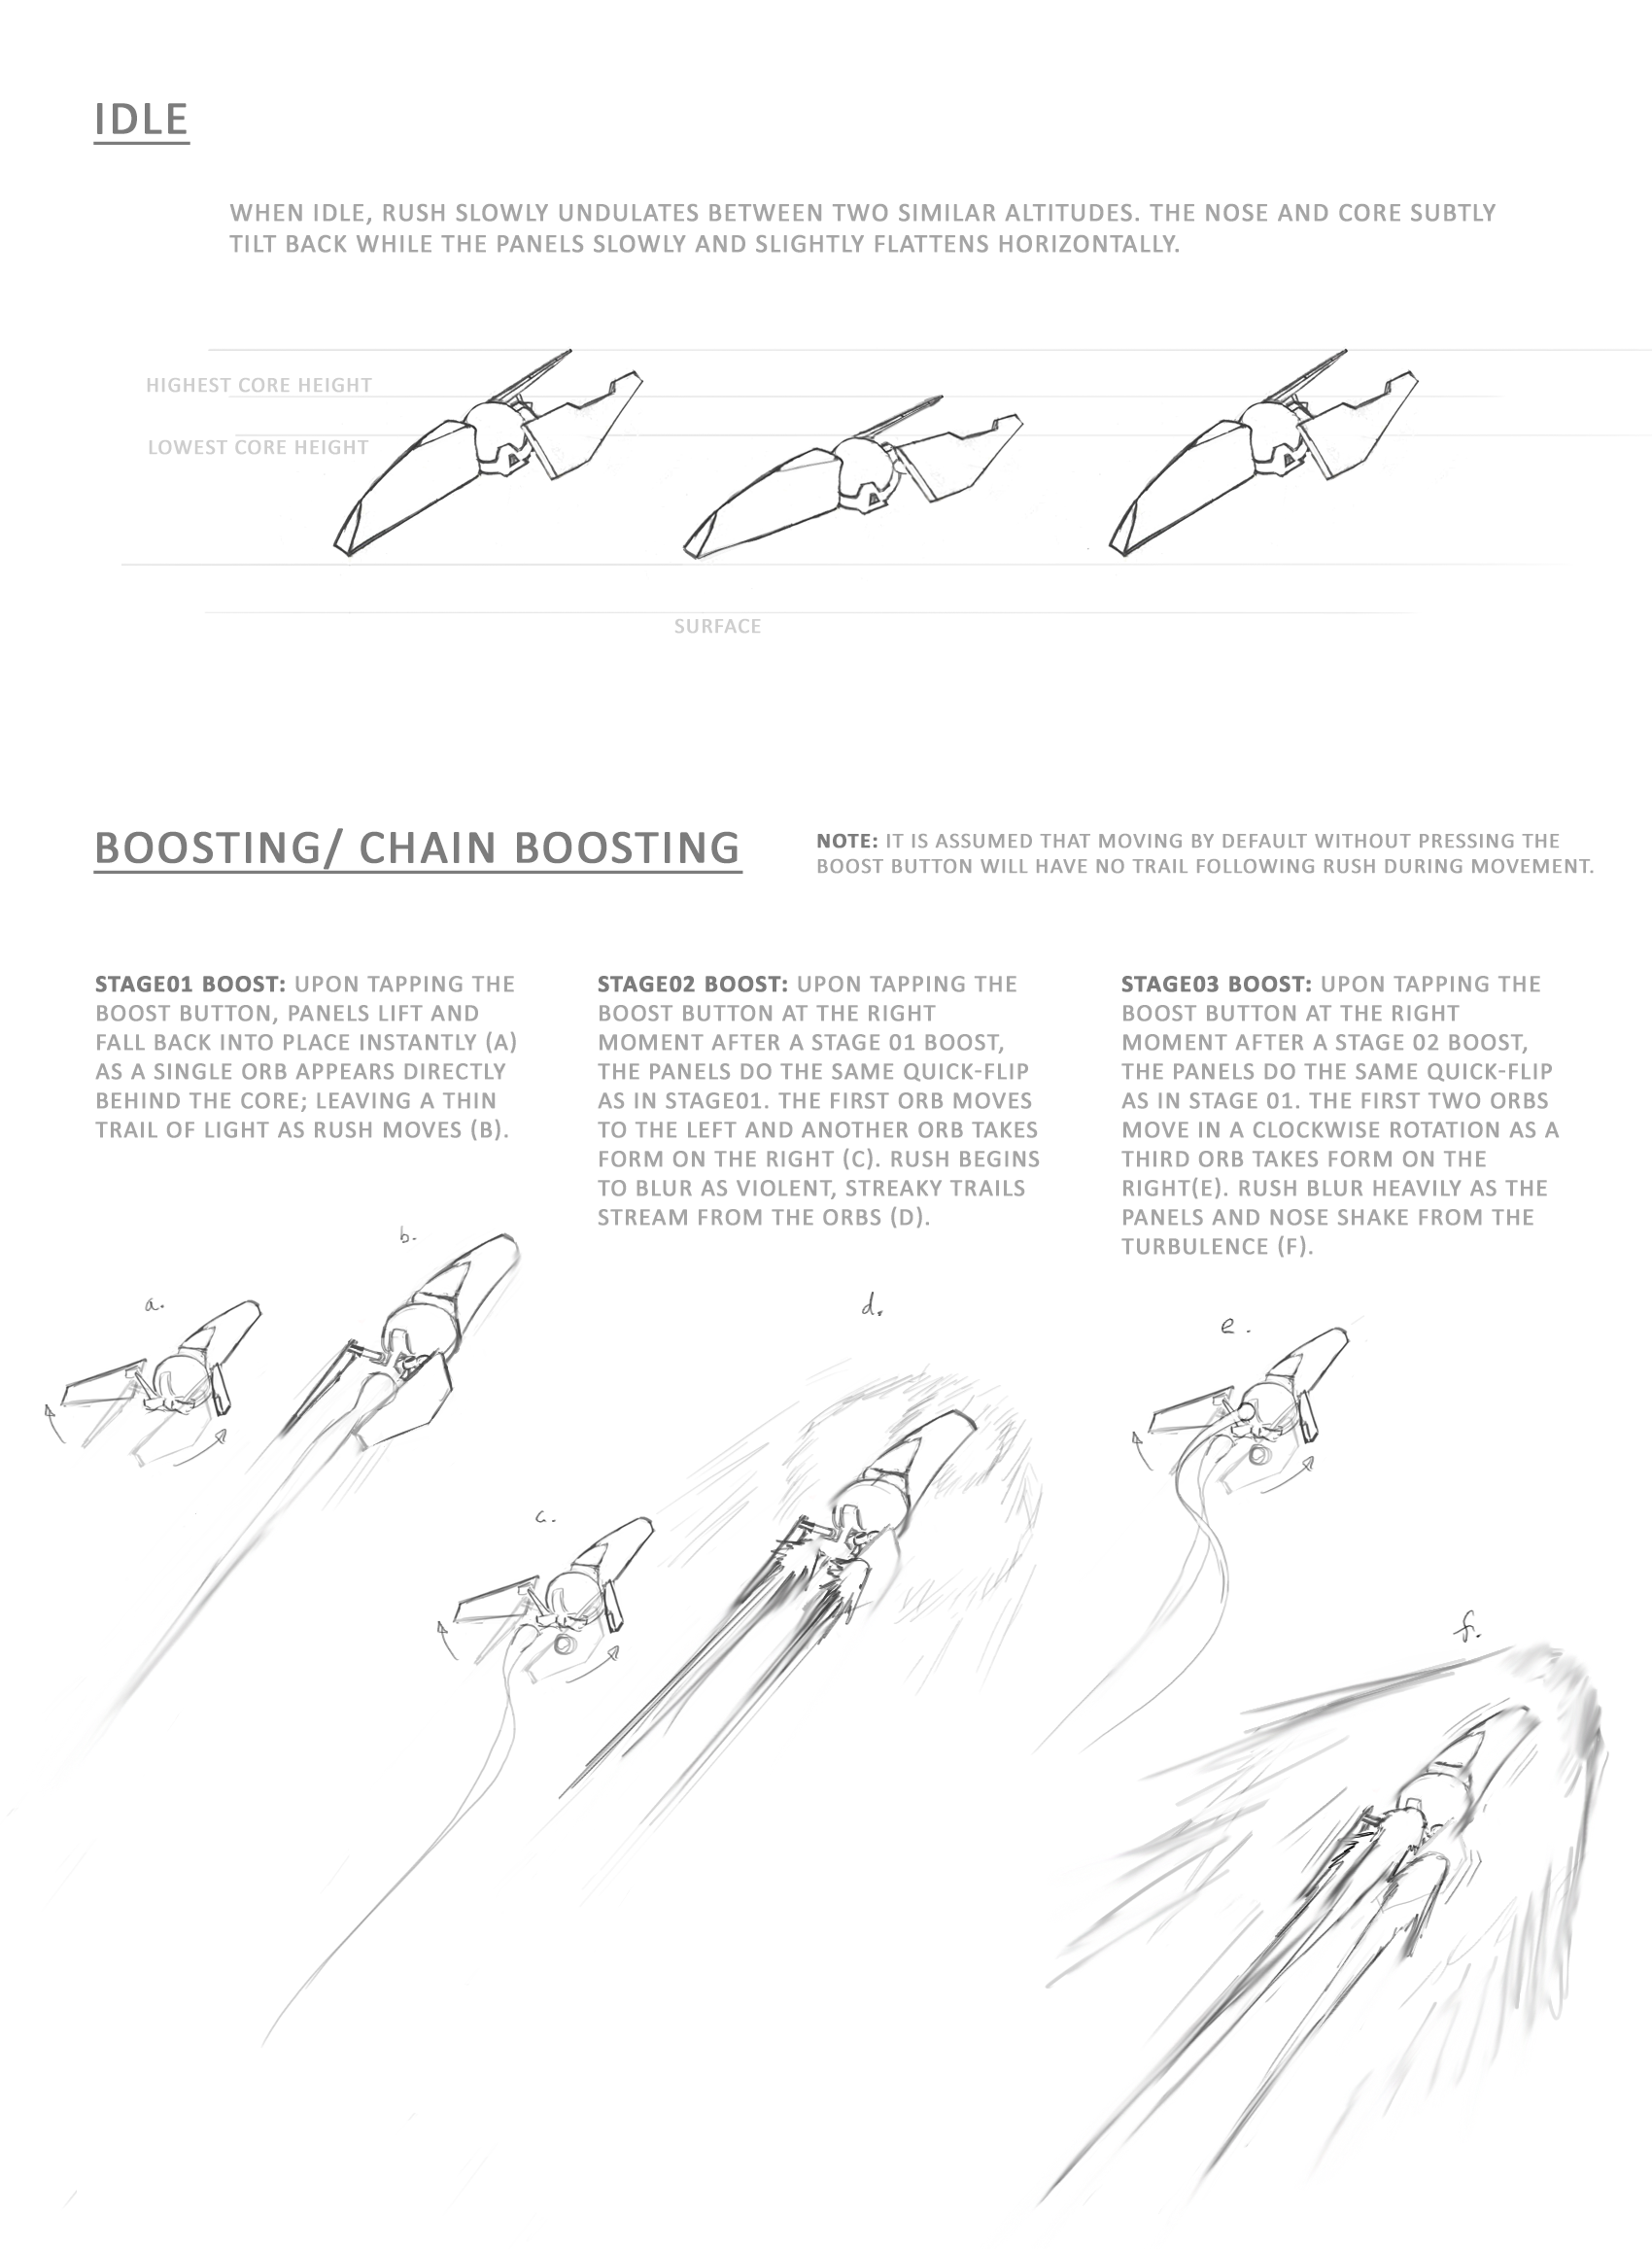 IDLE
WHEN IDLE, RUSH SLOWLY UNDULATES BETWEEN TWO SIMILAR ALTITUDES. THE NOSE AND CORE SUBTLY
TILT BACK WHILE THE PANELS SLOWLY AND SLIGHTLY FLATTENS HORIZONTALLY.
HIGHEST CORE HEIGHT
LOWEST CORE HEIGHT
SURFACE
BOOSTING/ CHAIN BOOSTING
NOTE: IT IS ASSUMED THAT MOVING BY DEFAULT WITHOUT PRESSING THE
BOOST BUTTON WILL HAVE NO TRAIL FOLLOWING RUSH DURING MOVEMENT.
STAGE01 BOOST: UPON TAPPING THE
BOOST BUTTON, PANELS LIFT AND
FALL BACK INTO PLACE INSTANTLY (A)
AS A SINGLE ORB APPEARS DIRECTLY
BEHIND THE CORE; LEAVING A THIN
TRAIL OF LIGHT AS RUSH MOVES (B).
STAGE02 BOOST: UPON TAPPING THE
BOOST BUTTON AT THE RIGHT
MOMENT AFTER A STAGE 01 BOOST,
THE PANELS DO THE SAME QUICK-FLIP
AS IN STAGE01. THE FIRST ORB MOVES
TO THE LEFT AND ANOTHER ORB TAKES
FORM ON THE RIGHT (C). RUSH BEGINS
TO BLUR AS VIOLENT, STREAKY TRAILS
STREAM FROM THE ORBS (D).
STAGE03 BOOST: UPON TAPPING THE
BOOST BUTTON AT THE RIGHT
MOMENT AFTER A STAGE 02 BOOST,
THE PANELS DO THE SAME QUICK-FLIP
AS IN STAGE 01. THE FIRST TWO ORBS
MOVE IN A CLOCKWISE ROTATION AS A
THIRD ORB TAKES FORM ON THE
RIGHT(E). RUSH BLUR HEAVILY AS THE
PANELS AND NOSE SHAKE FROM THE
TURBULENCE (F).
a.
b.
c.
d.
e.
f.